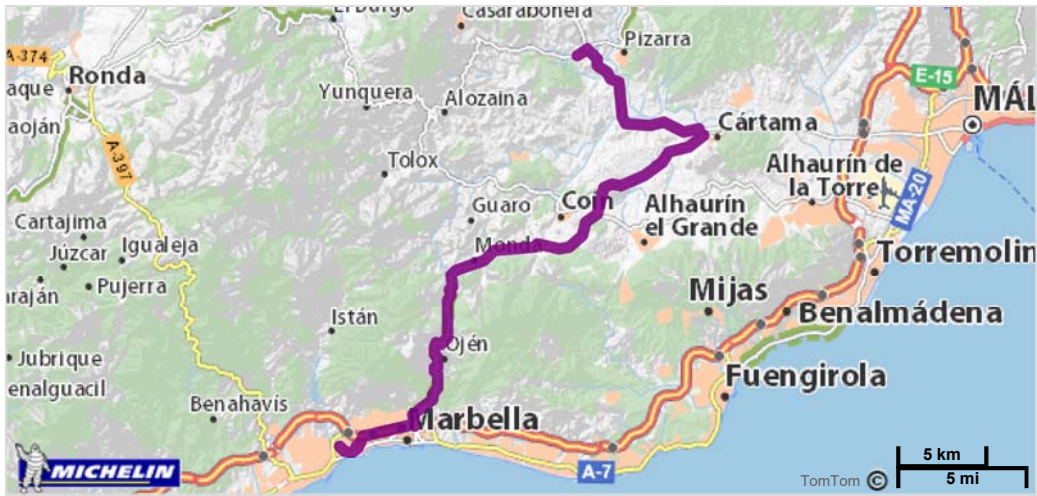 El Burgo
Casarabonela
Pizarra
A-374
Ronda
E-15
MÁL
aque
Yunquera
Alozaina
aoján
Cártama
A-397
Tolox
Alhaurín de
la Torre
MA-20
Guaro
Coín
Alhaurín
el Grande
Cartajima
Igualeja
Monda
Júzcar
Torremolin
Pujerra
araján
Mijas
Istán
Benalmádena
Ojén
Jubrique
enalguacil
Fuengirola
Benahavís
Marbella
5 km
5 mi
MICHELIN
A-7
TomTom ©